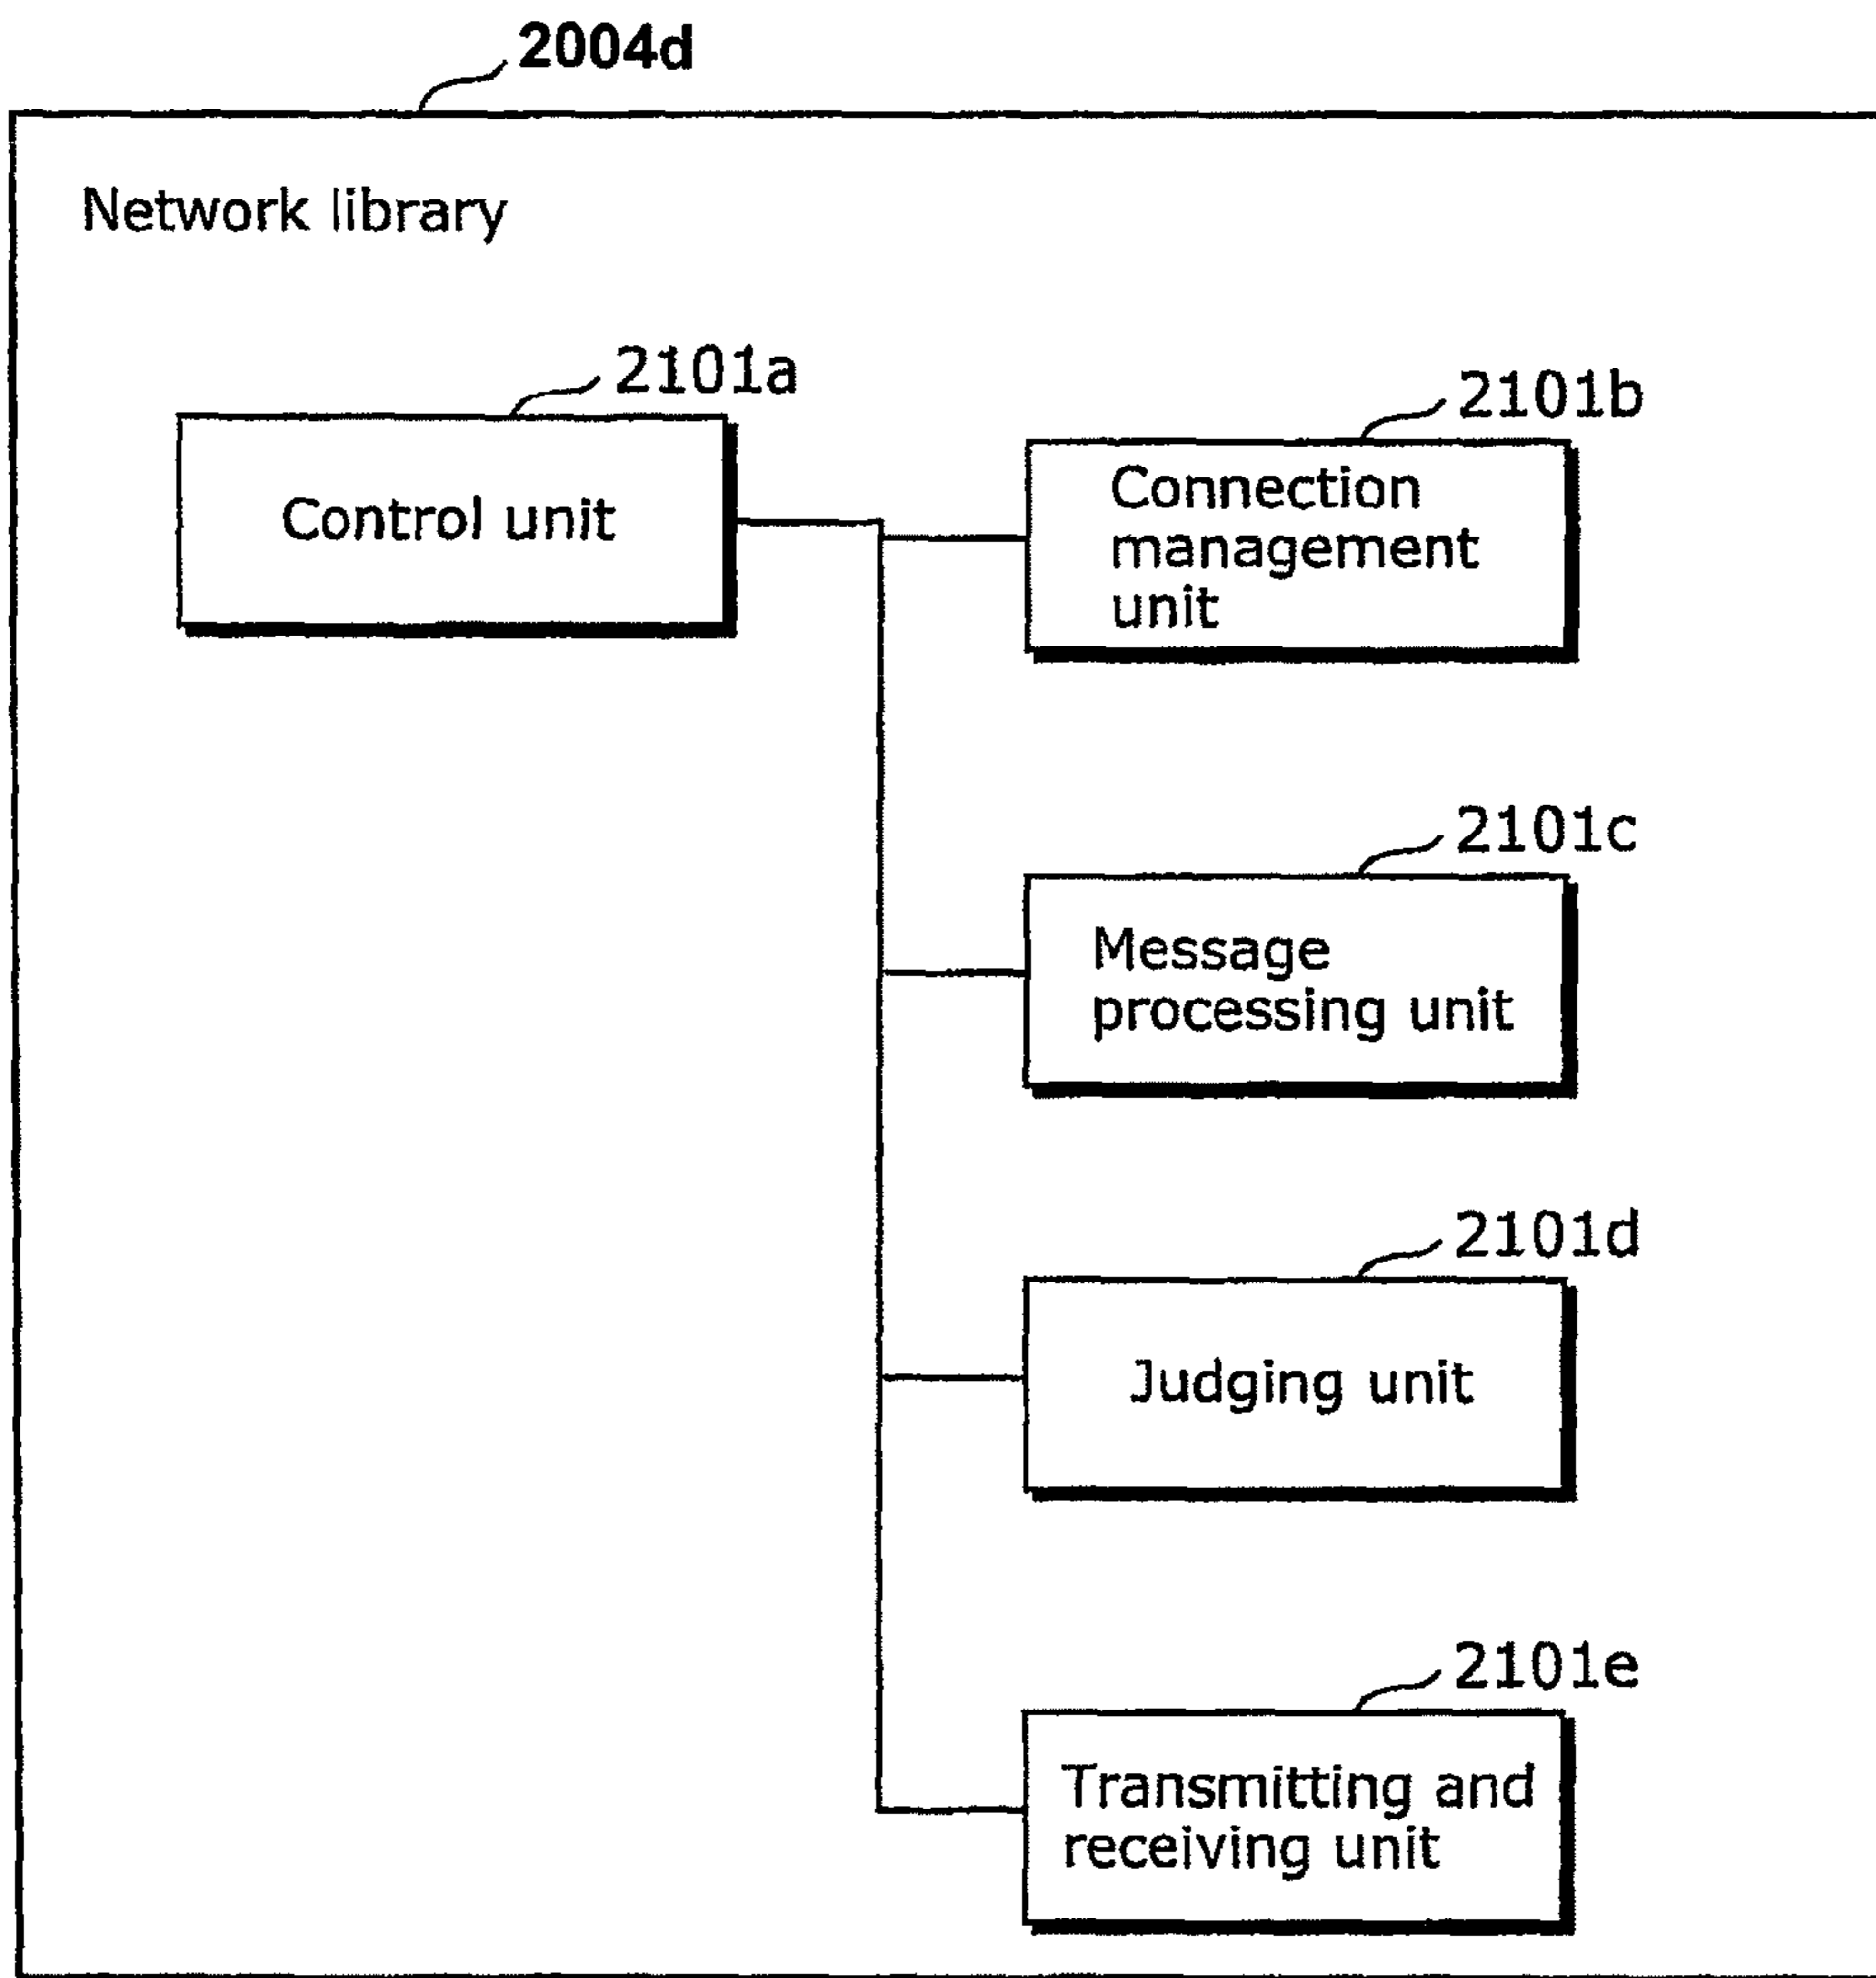 2004d
Network library
2101a
Control unit
2101b
Connection
management
unit
2101c
Message
processing unit
2101d
Judging unit
2101e
Transmitting and
receiving unit